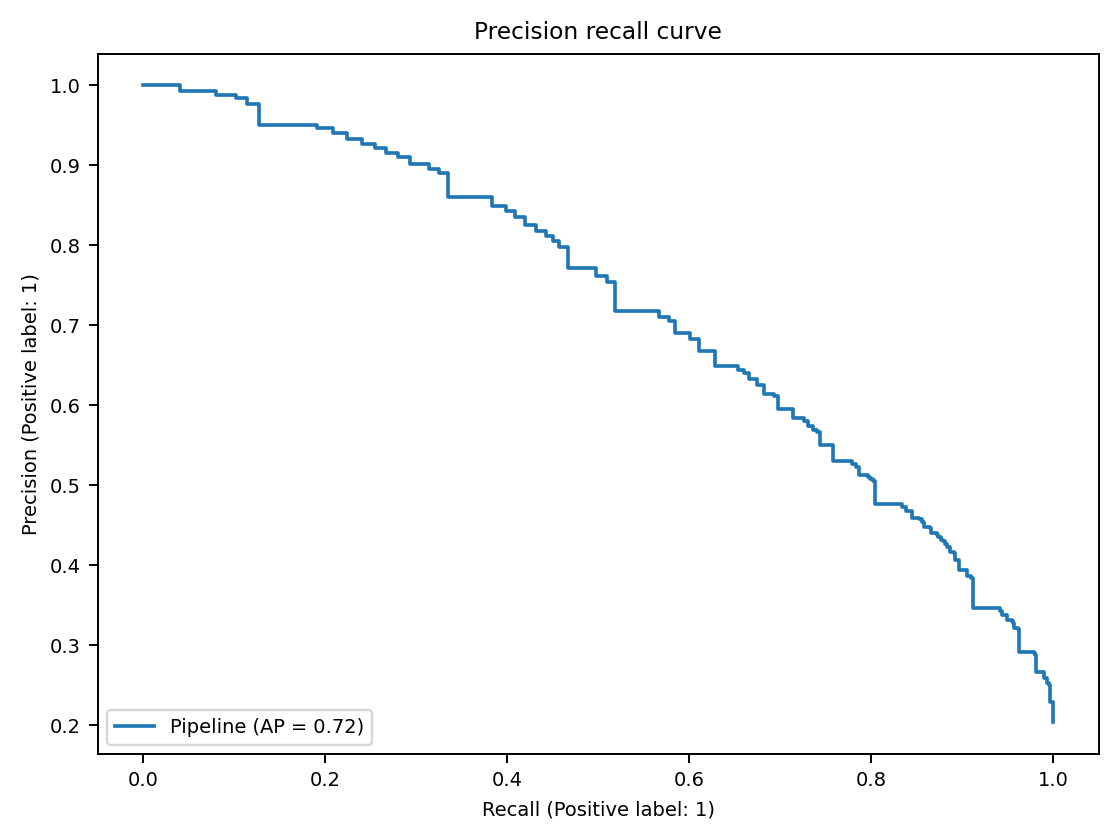 Precision recall curve
1.0
0.9
0.8
0.7
0.6
0.5
0.4
0.3
0.2
Precision (Positive label: 1)
Pipeline (AP = 0.72)
0.0 0.2 0.4 0.6 0.8 1.0
Recall (Positive label: 1)